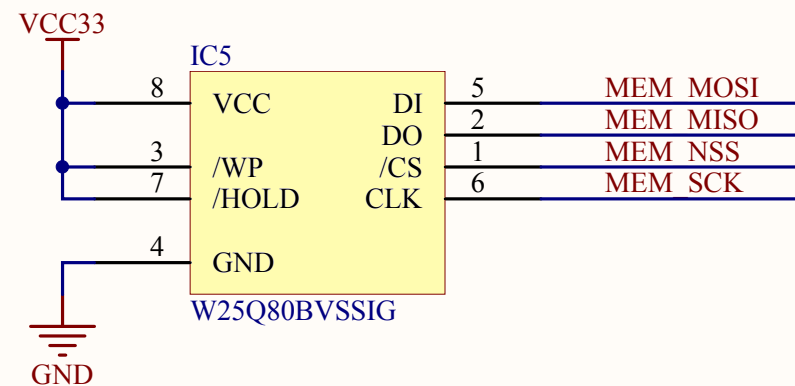 VCC33
IC5
8 VCC DI 5 MEM_MOSI
DO 2 MEM_MISO
3 /WP /CS 1 MEM_NSS
7 /HOLD CLK 6 MEM_SCK
4 GND
W25Q80BVSSIG
GND